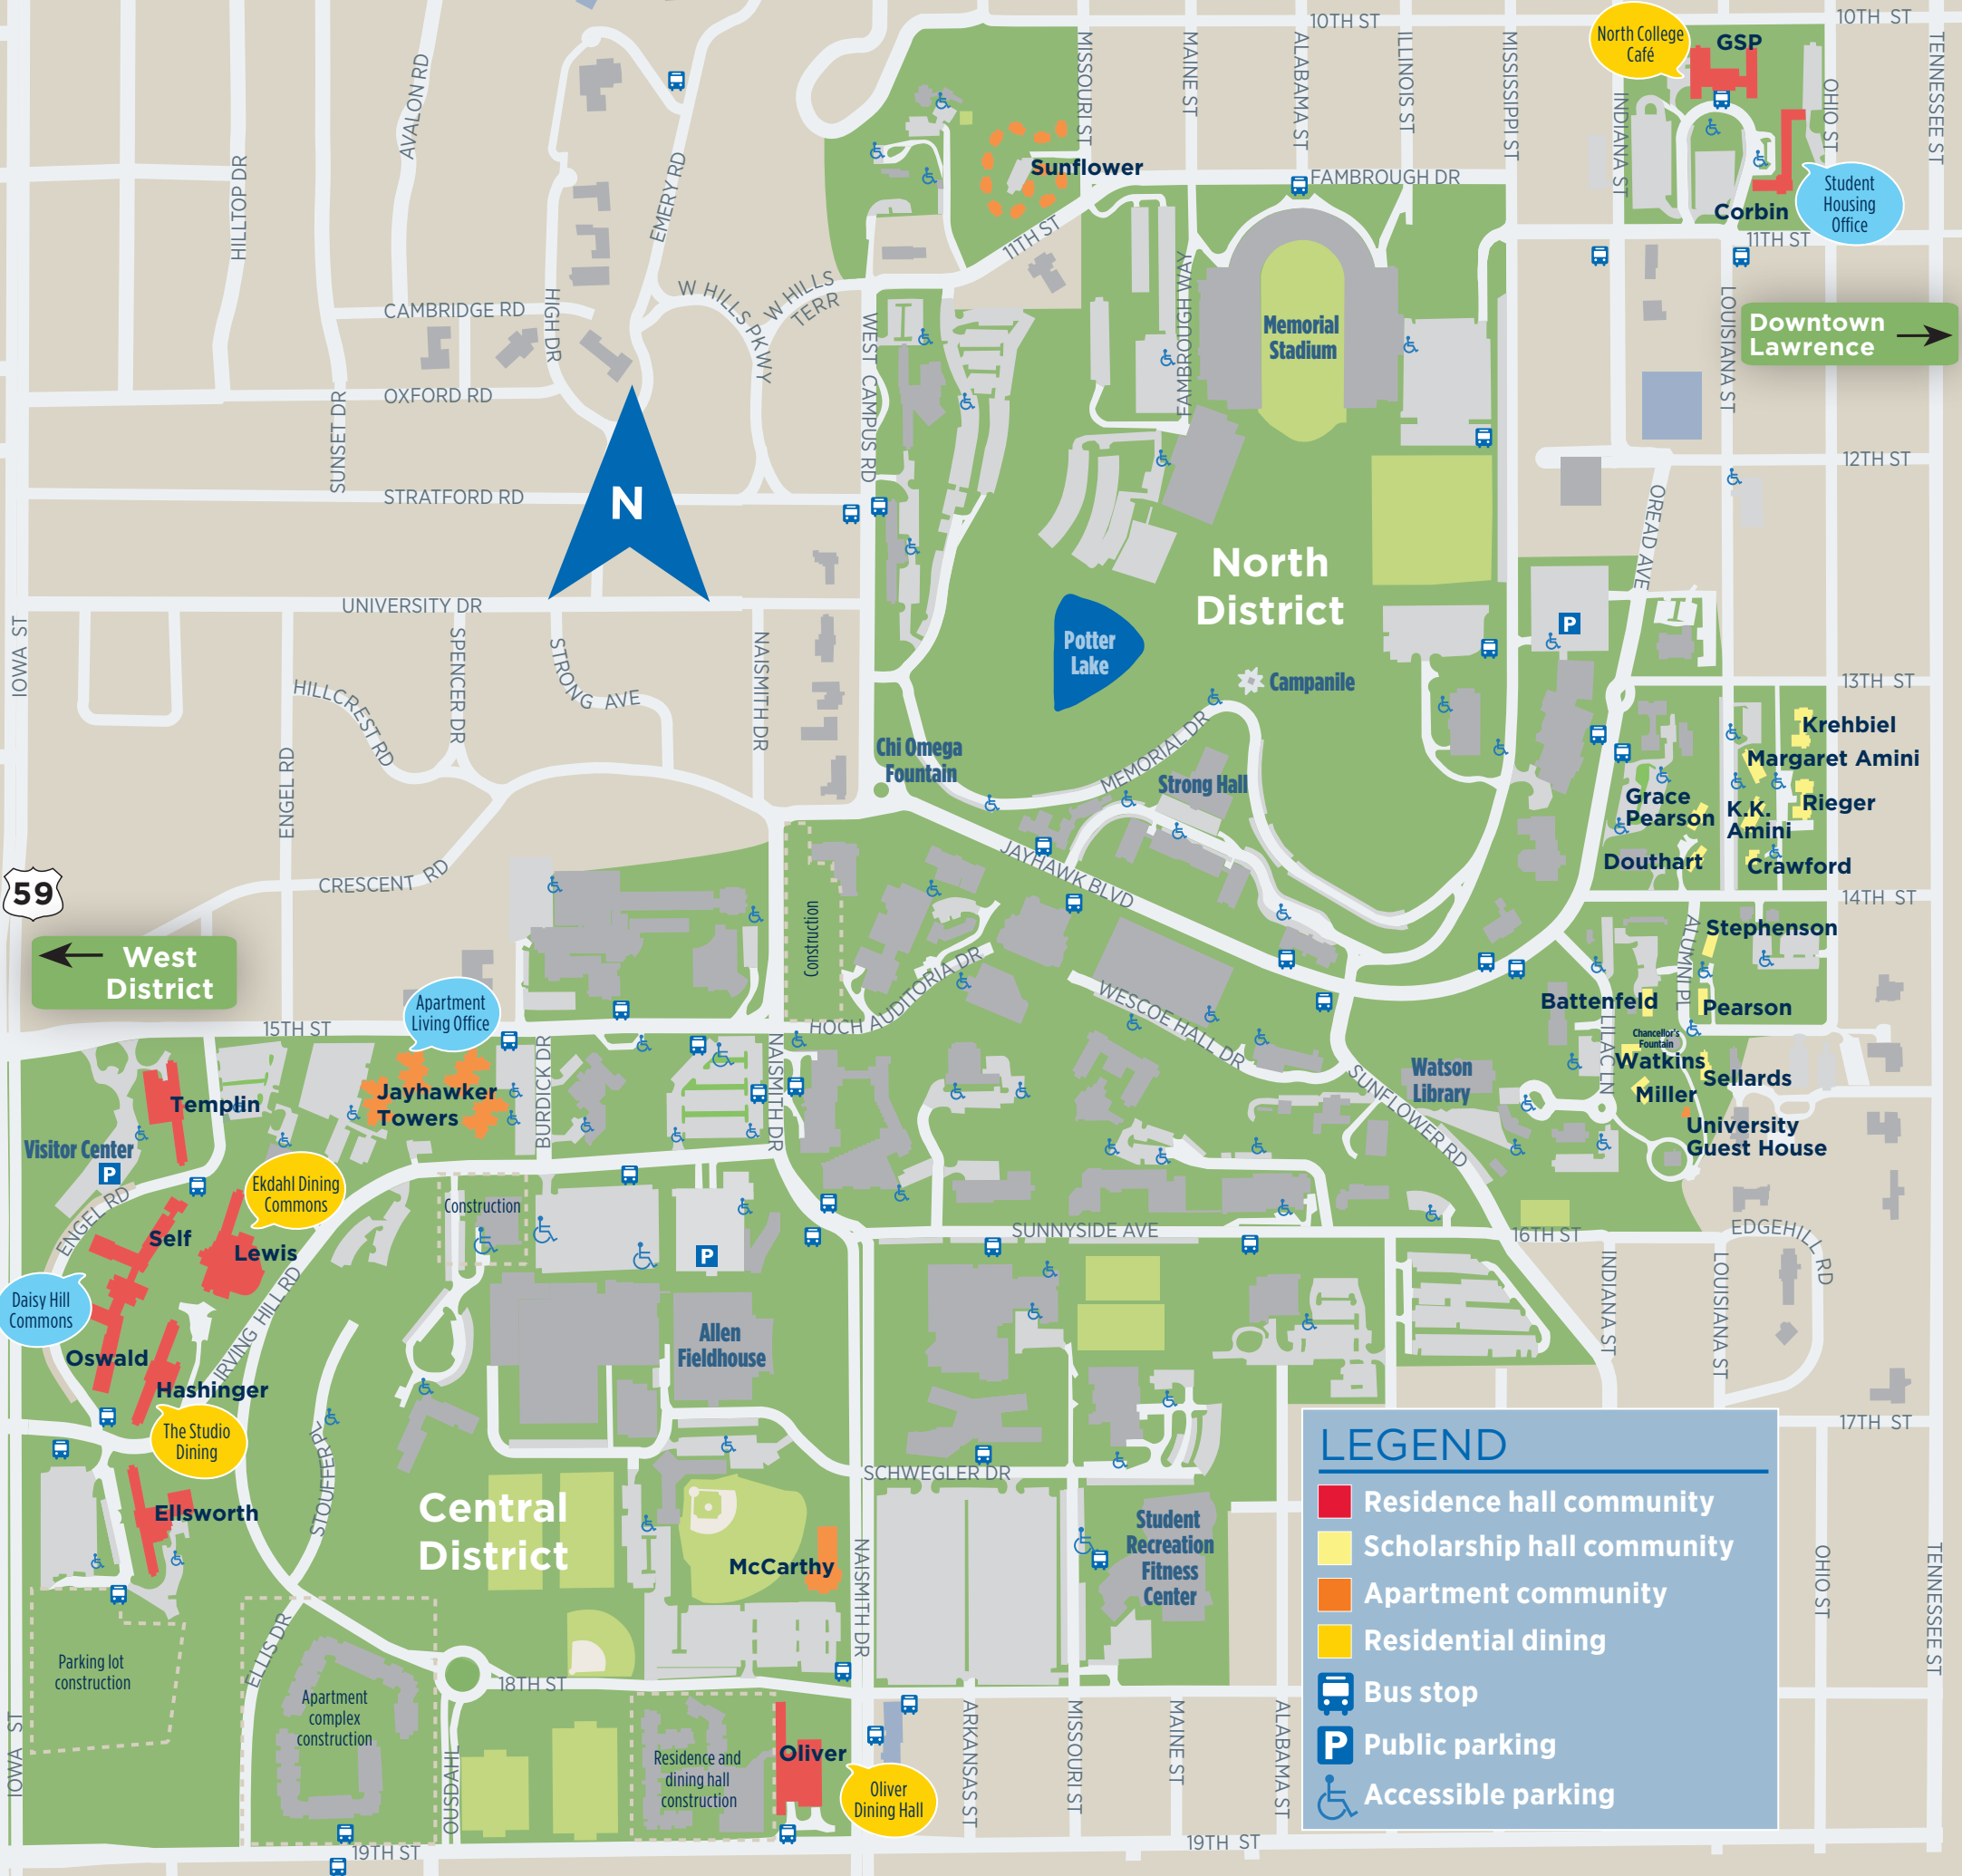 10TH ST
10TH ST
North College
Café
GSP
MISSOURI ST
MAINE ST
ALABAMA ST
ILLINOIS ST
MISSISSIPPI ST
INDIANA ST
OHIO ST
TENNESSEE ST
AVALON RD
HILLTOP DR
EMERY RD
Sunflower
FAMBROUGH DR
Student
Housing
Office
Corbin
11TH ST
11TH ST
W HILLS PKWY
W HILLS
TERR
CAMBRIDGE RD
HIGH DR
WEST CAMPUS RD
FAMBROUGH WAY
Memorial
Stadium
LOUISIANA ST
Downtown
Lawrence
OXFORD RD
SUNSET DR
STRATFORD RD
N
12TH ST
OREAD AVE
North
District
UNIVERSITY DR
IOWA ST
SPENCER DR
STRONG AVE
NAISMITH DR
Potter
Lake
P
Campanile
13TH ST
HILLCREST RD
ENGEL RD
Chi Omega
Fountain
MEMORIAL DR
Strong Hall
Krehbiel
Margaret Amini
Grace
Pearson
K.K.
Amini
Rieger
Douthart
Crawford
JAYHAWK BLVD
CRESCENT RD
59
14TH ST
West
District
Construction
ALUMNI PL
Stephenson
HOCH AUDITORIA DR
WESCOE HALL DR
Apartment
Living Office
15TH ST
Battenfeld
Pearson
LILAC LN
Chancellor's
Fountain
Watkins
Sellards
Miller
University
Guest House
Watson
Library
SUNFLOWER RD
NAISMITH DR
BURDICK DR
Jayhawker
Towers
Templin
Visitor Center
P
Ekdahl Dining
Commons
ENGEL RD
Self
Lewis
Construction
P
SUNNYSIDE AVE
16TH ST
EDGEHILL RD
INDIANA ST
LOUISIANA ST
Daisy Hill
Commons
IRVING HILL RD
Allen
Fieldhouse
Oswald
Hashinger
The Studio
Dining
STOUFFER PL
17TH ST
SCHWEGLER DR
Ellsworth
Central
District
McCarthy
NAISMITH DR
Student
Recreation
Fitness
Center
LEGEND
Residence hall community
Scholarship hall community
Apartment community
Residential dining
Bus stop
P Public parking
Accessible parking
OHIO ST
TENNESSEE ST
ELLIS DR
Parking lot
construction
Apartment
complex
construction
18TH ST
OUSDAHL
Residence and
dining hall
construction
Oliver
Oliver
Dining Hall
ARKANSAS ST
MISSOURI ST
MAINE ST
ALABAMA ST
IOWA ST
19TH ST
19TH ST